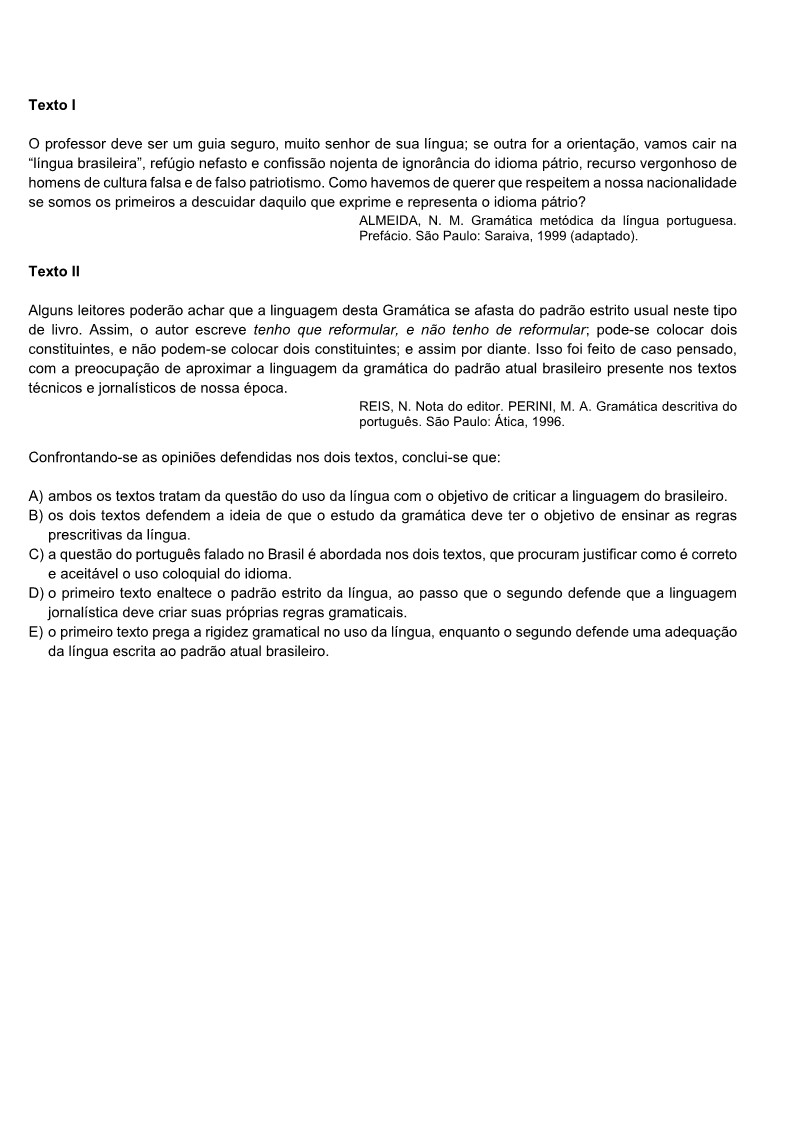 Texto I
O professor deve ser um guia seguro, muito senhor de sua língua; se outra for a orientação, vamos cair na
“língua brasileira”, refúgio nefasto e confissão nojenta de ignorância do idioma pátrio, recurso vergonhoso de
homens de cultura falsa e de falso patriotismo. Como havemos de querer que respeitem a nossa nacionalidade
se somos os primeiros a descuidar daquilo que exprime e representa o idioma pátrio?
ALMEIDA, N. M. Gramática metódica da língua portuguesa.
Prefácio. São Paulo: Saraiva, 1999 (adaptado).
Texto II
Alguns leitores poderão achar que a linguagem desta Gramática se afasta do padrão estrito usual neste tipo
de livro. Assim, o autor escreve tenho que reformular, e não tenho de reformular; pode-se colocar dois
constituintes, e não podem-se colocar dois constituintes; e assim por diante. Isso foi feito de caso pensado,
com a preocupação de aproximar a linguagem da gramática do padrão atual brasileiro presente nos textos
técnicos e jornalísticos de nossa época.
REIS, N. Nota do editor. PERINI, M. A. Gramática descritiva do
português. São Paulo: Ática, 1996.
Confrontando-se as opiniões defendidas nos dois textos, conclui-se que:
A) ambos os textos tratam da questão do uso da língua com o objetivo de criticar a linguagem do brasileiro.
B) os dois textos defendem a ideia de que o estudo da gramática deve ter o objetivo de ensinar as regras
prescritivas da língua.
C) a questão do português falado no Brasil é abordada nos dois textos, que procuram justificar como é correto
e aceitável o uso coloquial do idioma.
D) o primeiro texto enaltece o padrão estrito da língua, ao passo que o segundo defende que a linguagem
jornalística deve criar suas próprias regras gramaticais.
E) o primeiro texto prega a rigidez gramatical no uso da língua, enquanto o segundo defende uma adequação
da língua escrita ao padrão atual brasileiro.